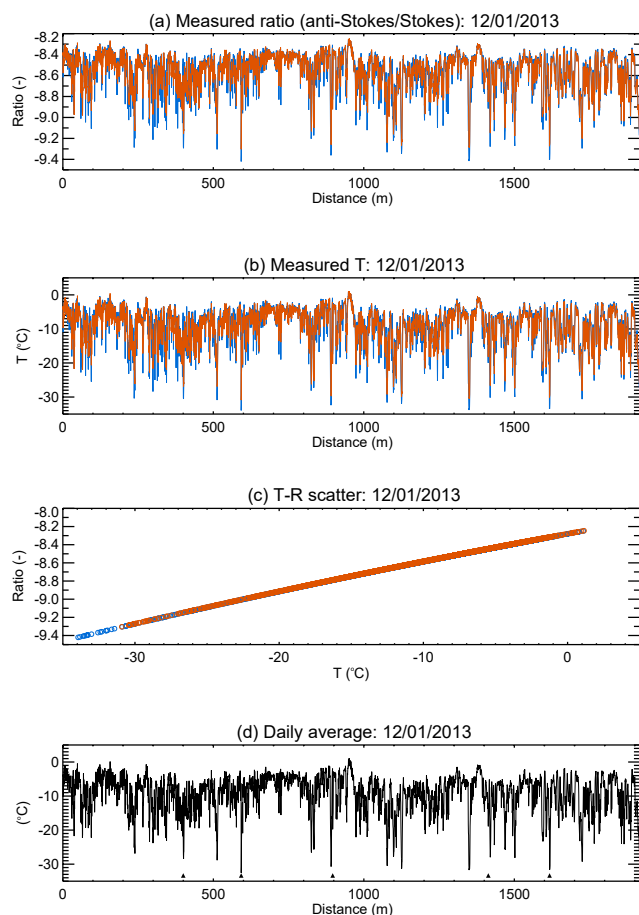 (a) Measured ratio (anti-Stokes/Stokes): 12/01/2013
-8.2
-8.4
-8.6
-8.8
-9.0
-9.2
-9.4
Ratio (-)
0 500 1000 1500
Distance (m)
(b) Measured T: 12/01/2013
0
-10
-20
-30
T (°C)
0 500 1000 1500
Distance (m)
(c) T-R scatter: 12/01/2013
-8.0
-8.2
-8.4
-8.6
-8.8
-9.0
-9.2
-9.4
Ratio (-)
-30 -20 -10 0
T (°C)
(d) Daily average: 12/01/2013
0
-10
-20
-30
(°C)
0 500 1000 1500
Distance (m)